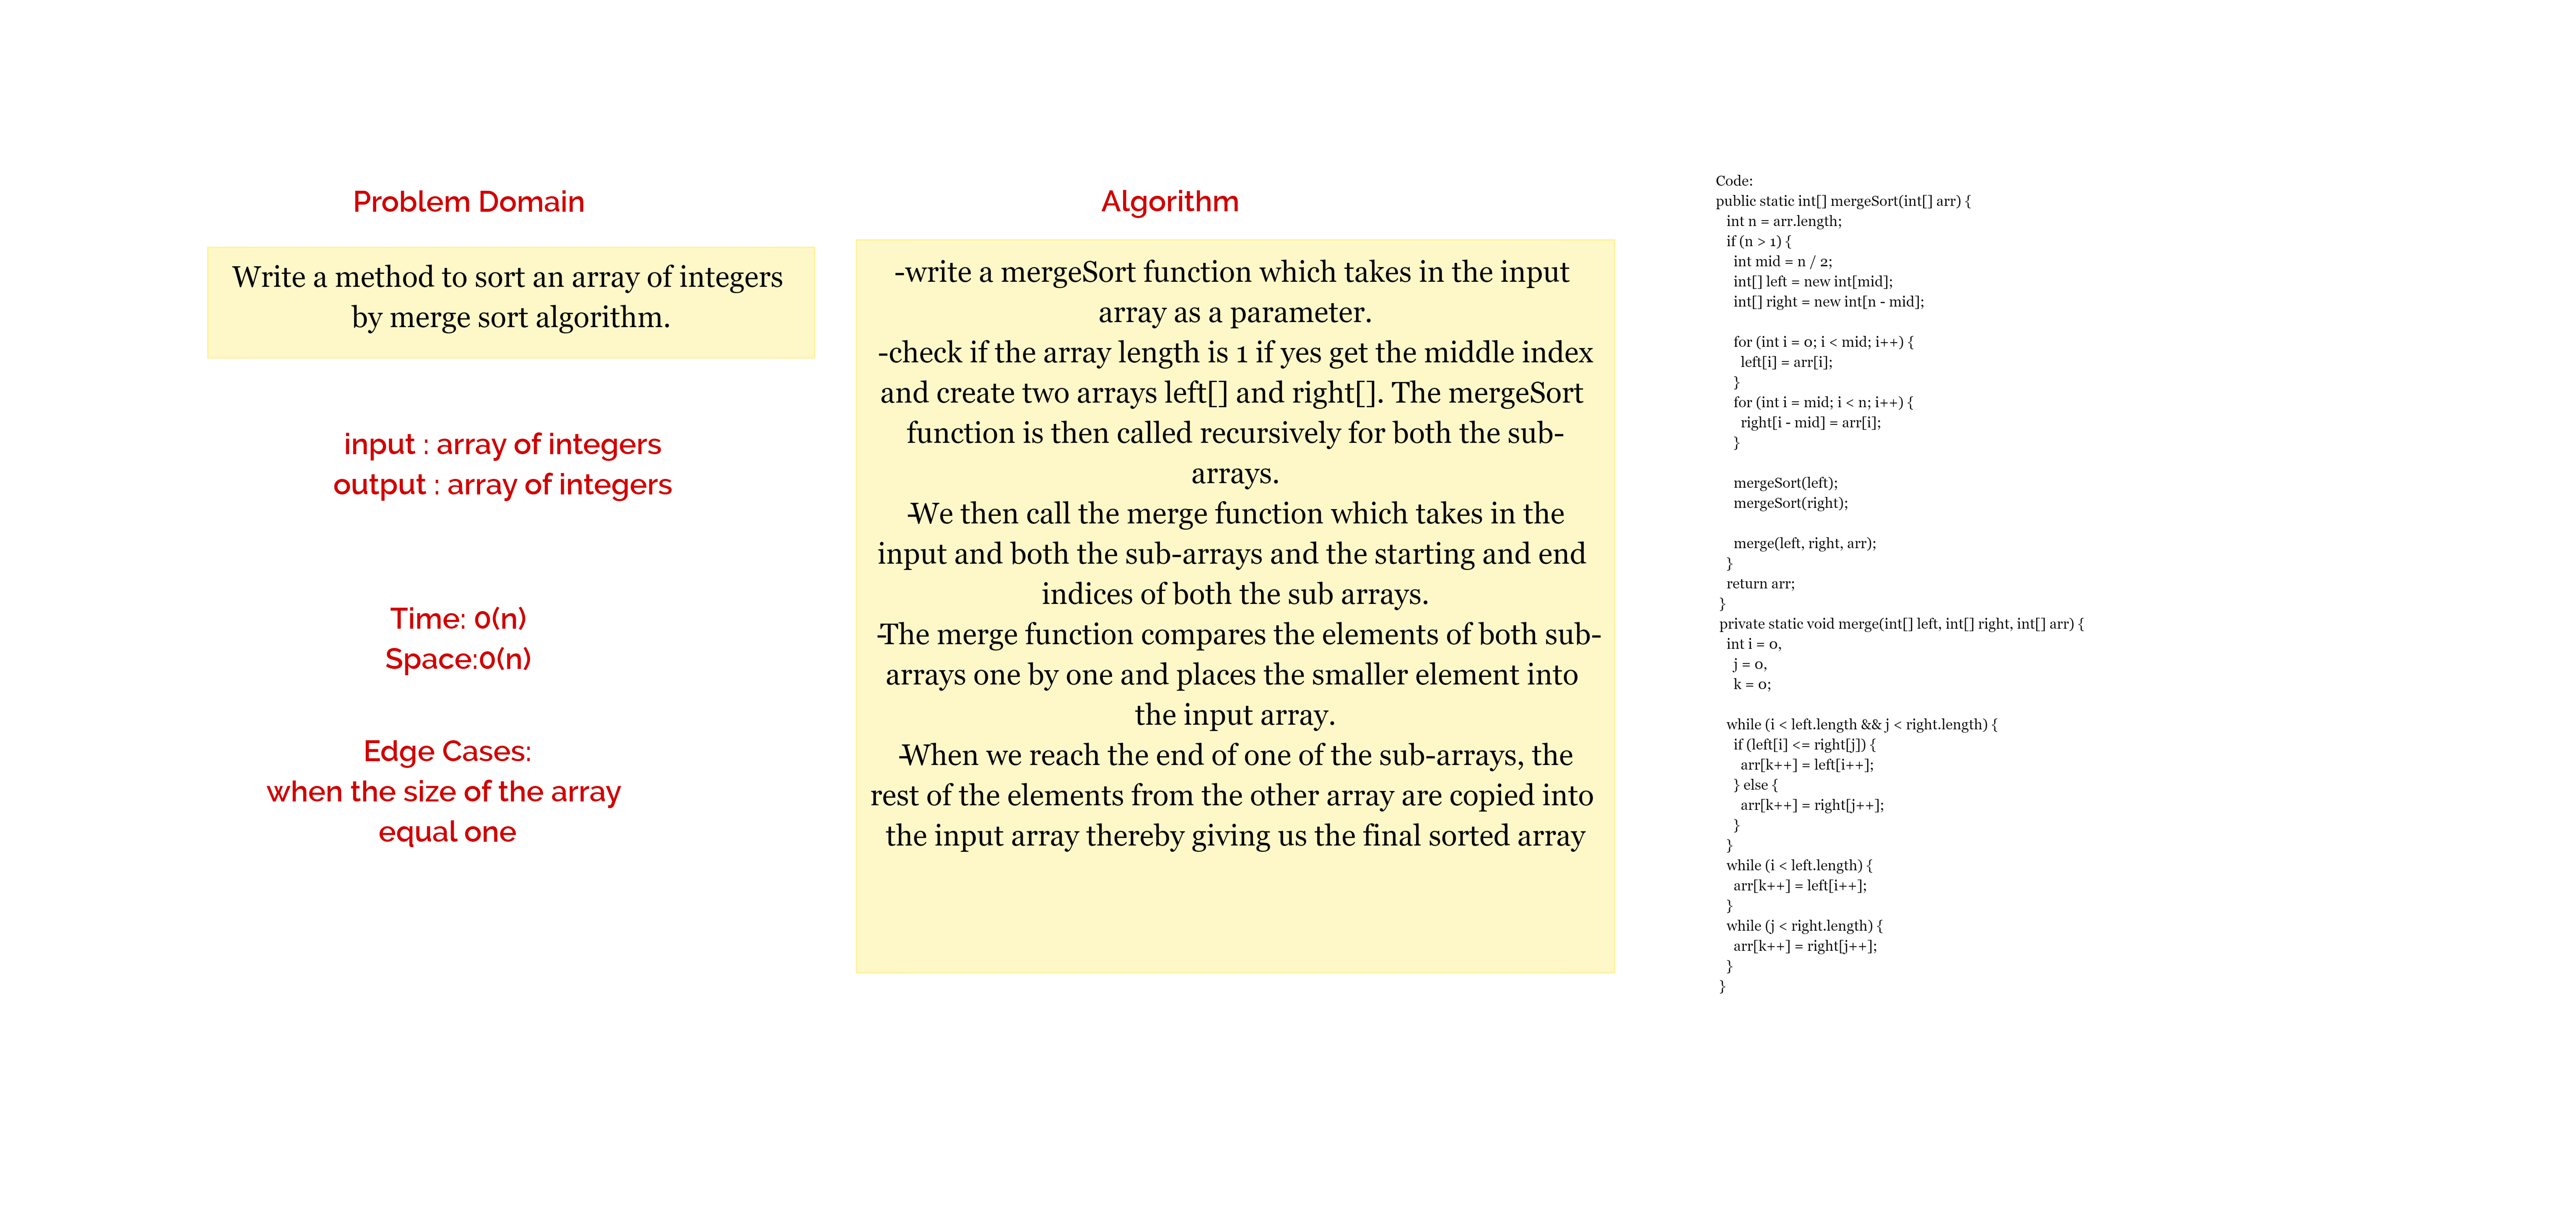 Problem Domain
Write a method to sort an array of integers
by merge sort algorithm.
input : array of integers
output : array of integers
Time: 0(n)
Space:0(n)
Edge Cases:
when the size of the array
equal one
Algorithm
-write a mergeSort function which takes in the input
array as a parameter.
-check if the array length is 1 if yes get the middle index
and create two arrays left[] and right[]. The mergeSort
function is then called recursively for both the sub-
arrays.
-We then call the merge function which takes in the
input and both the sub-arrays and the starting and end
indices of both the sub arrays.
-The merge function compares the elements of both sub-
arrays one by one and places the smaller element into
the input array.
-When we reach the end of one of the sub-arrays, the
rest of the elements from the other array are copied into
the input array thereby giving us the final sorted array
Code:
public static int[] mergeSort(int[] arr) {
int n = arr.length;
if (n > 1) {
int mid = n / 2;
int[] left = new int[mid];
int[] right = new int[n - mid];
for (int i = 0; i < mid; i++) {
left[i] = arr[i];
}
for (int i = mid; i < n; i++) {
right[i - mid] = arr[i];
}
mergeSort(left);
mergeSort(right);
merge(left, right, arr);
}
return arr;
}
private static void merge(int[] left, int[] right, int[] arr) {
int i = 0,
j = 0,
k = 0;
while (i < left.length && j < right.length) {
if (left[i] <= right[j]) {
arr[k++] = left[i++];
} else {
arr[k++] = right[j++];
}
}
while (i < left.length) {
arr[k++] = left[i++];
}
while (j < right.length) {
arr[k++] = right[j++];
}
}